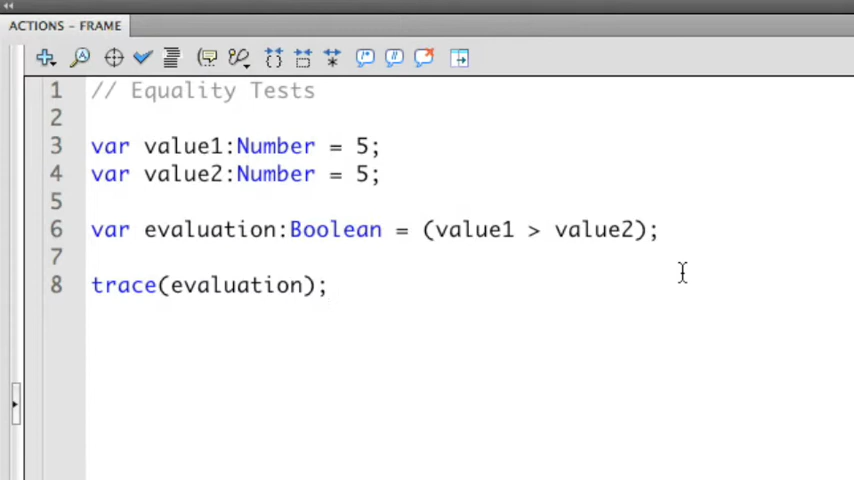 ACTIONS - FRAME
1 // Equality Tests
2
3 var value1:Number = 5;
4 var value2:Number = 5;
5
6 var evaluation:Boolean = (value1 > value2);
7
8 trace(evaluation);